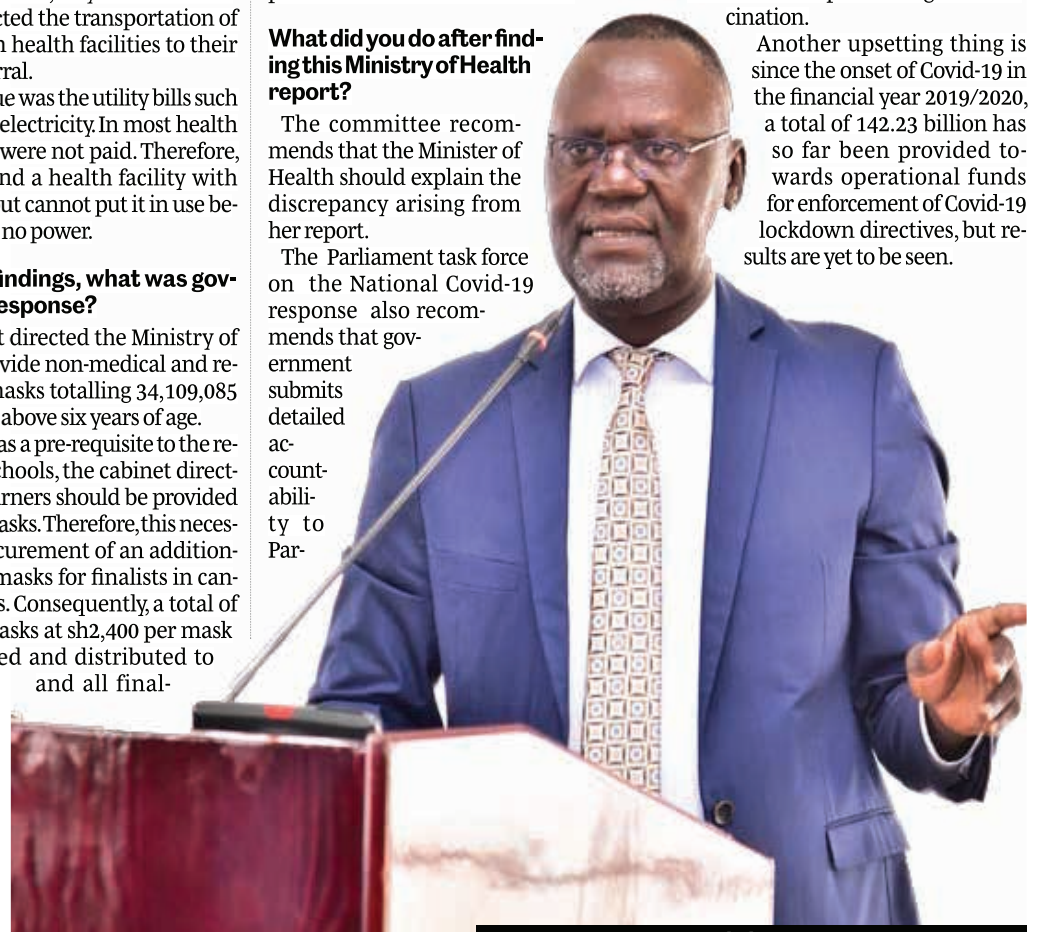 cted the transportation of
health facilities to their
ral.
e was the utility bills such
electricity. In most health
were not paid. Therefore,
nd a health facility with
ut cannot put it in use be-
no power.
indings, what was gov-
esponse?
t directed the Ministry of
vide non-medical and re-
masks totalling 34,109,085
above six years of age.
as a pre-requisite to the re-
chools, the cabinet direct-
rners should be provided
asks. Therefore, this neces-
curement of an addition-
masks for finalists in can-
s. Consequently, a total of
asks at sh2,400 per mask
ed and distributed to
and all final-
What did you do after find-
ing this Ministry of Health
report?
The committee recom-
mends that the Minister of
Health should explain the
discrepancy arising from
her report.
The Parliament task force
on the National Covid-19
response also recom-
mends that gov-
ernment
submits
detailed
ac-
count-
abili-
ty to
Par-
cination.
Another upsetting thing is
since the onset of Covid-19 in
the financial year 2019/2020,
a total of 142.23 billion has
so far been provided to-
wards operational funds
for enforcement of Covid-19
lockdown directives, but re-
sults are yet to be seen.